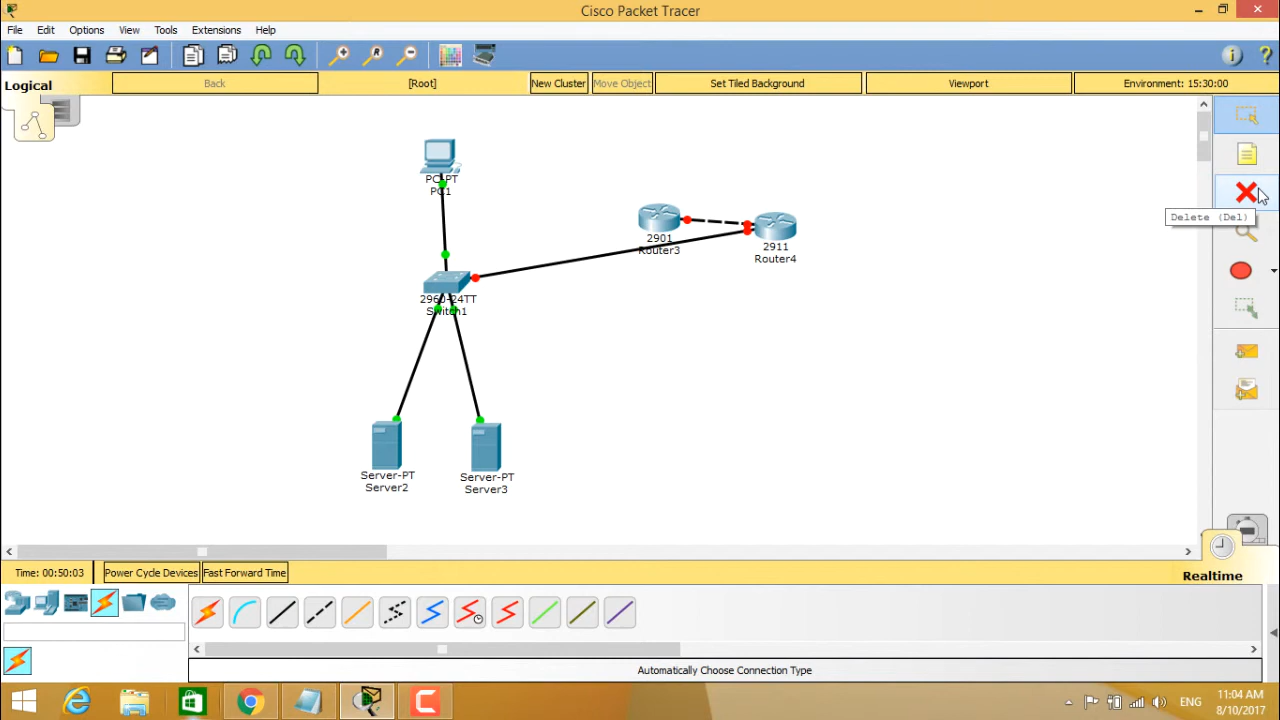 Cisco Packet Tracer
File Edit Options View Tools Extensions Help
Logical
Back
[Root]
New Cluster
Move Object
Set Tiled Background
Viewport
Environment: 15:30:00
Delete (Del)
PC-PT
PC1
2901
Router3
2911
Router4
2960-24TT
Switch1
Server-PT
Server2
Server-PT
Server3
Time: 00:50:03
Power Cycle Devices
Fast Forward Time
Realtime
Automatically Choose Connection Type
ENG
11:04 AM
8/10/2017